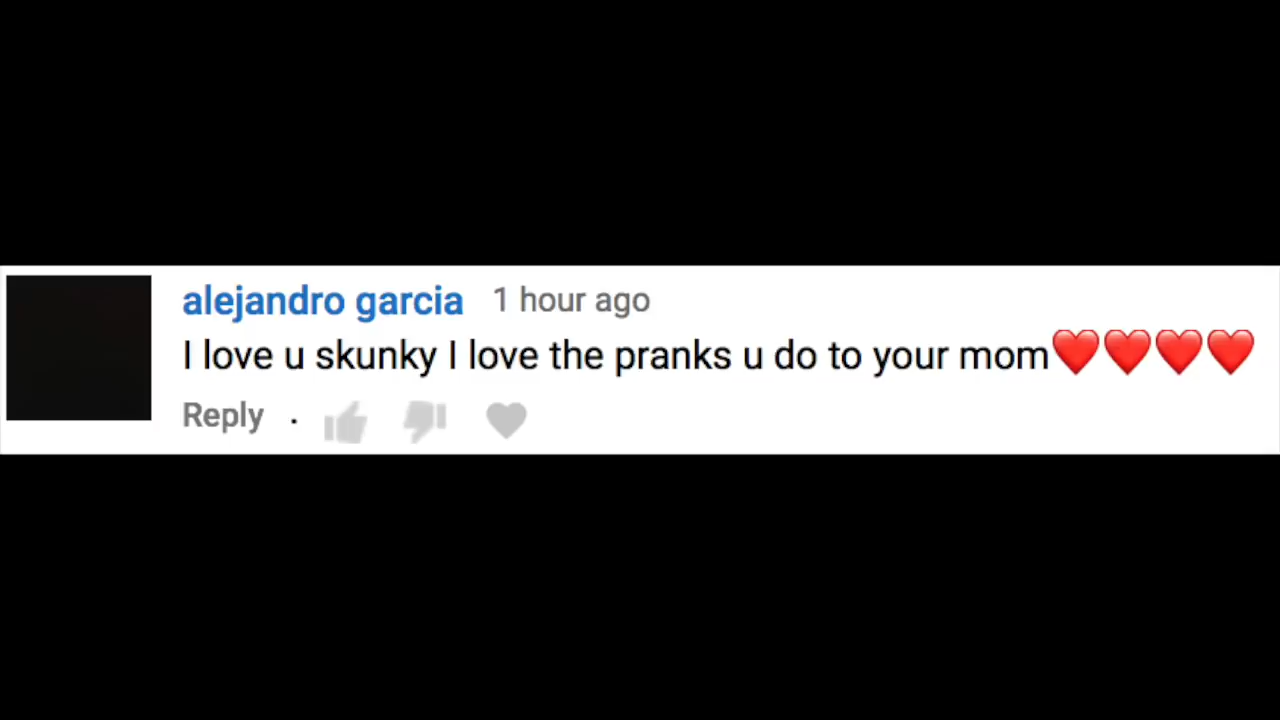 alejandro garcia 1 hour ago
I love u skunky I love the pranks u do to your mom❤️❤️❤️❤️
Reply .